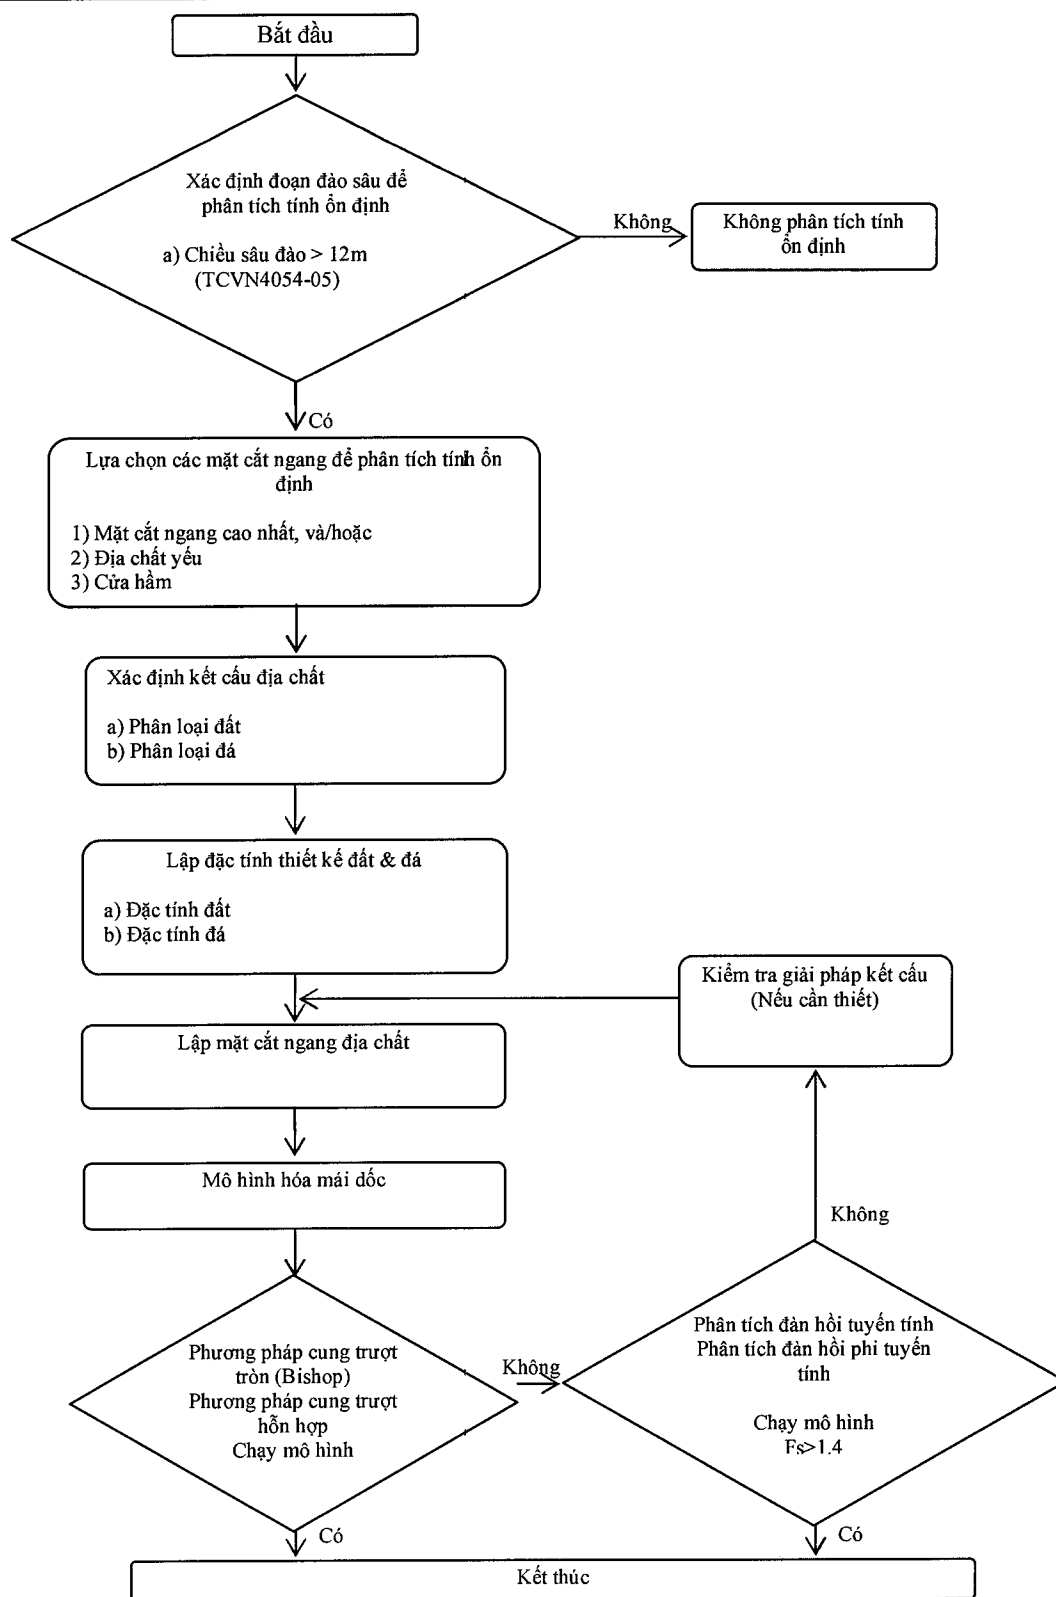 Bắt đầu
Xác định đoạn đào sâu để
phân tích tính ổn định
a) Chiều sâu đào > 12m
(TCVN4054-05)
Không
Không phân tích tính
ổn định
Có
Lựa chọn các mặt cắt ngang để phân tích tính ổn
định
1) Mặt cắt ngang cao nhất, và/hoặc
2) Địa chất yếu
3) Cửa hầm
Xác định kết cấu địa chất
a) Phân loại đất
b) Phân loại đá
Lập đặc tính thiết kế đất & đá
a) Đặc tính đất
b) Đặc tính đá
Kiểm tra giải pháp kết cấu
(Nếu cần thiết)
Lập mặt cắt ngang địa chất
Mô hình hóa mái dốc
Không
Phương pháp cung trượt
tròn (Bishop)
Phương pháp cung trượt
hỗn hợp
Chạy mô hình
Không
Phân tích đàn hồi tuyến tính
Phân tích đàn hồi phi tuyến
tính
Chạy mô hình
Fs>1.4
Có
Có
Kết thúc